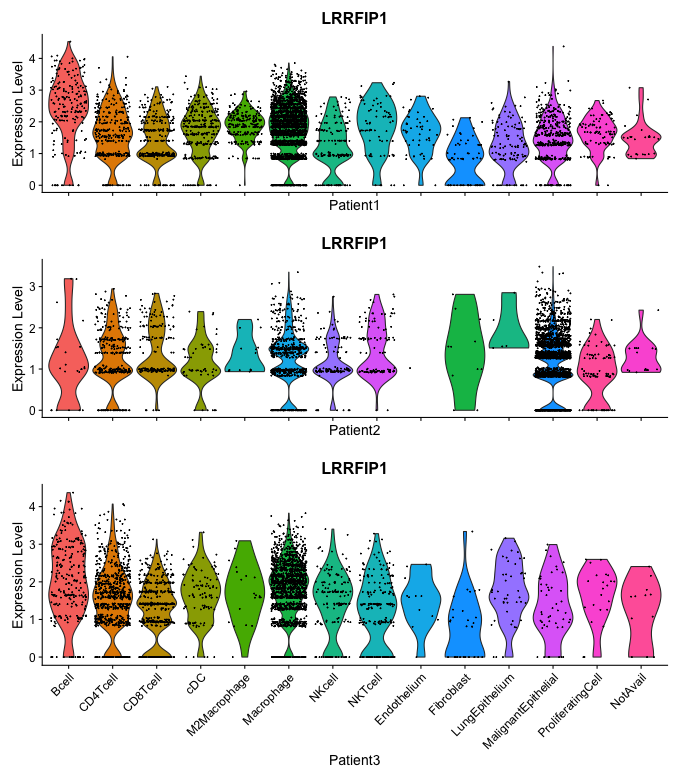 LRRFIP1
Expression Level
4
3
2
1
0
Patient1
LRRFIP1
Expression Level
3
2
1
0
Patient2
LRRFIP1
Expression Level
4
3
2
1
0
Bcell
CD4Tcell
CD8Tcell
cDC
M2Macrophage
Macrophage
NKcell
NKTcell
Endothelium
Fibroblast
LungEpithelium
MalignantEpithelial
ProliferatingCell
NotAvail
Patient3